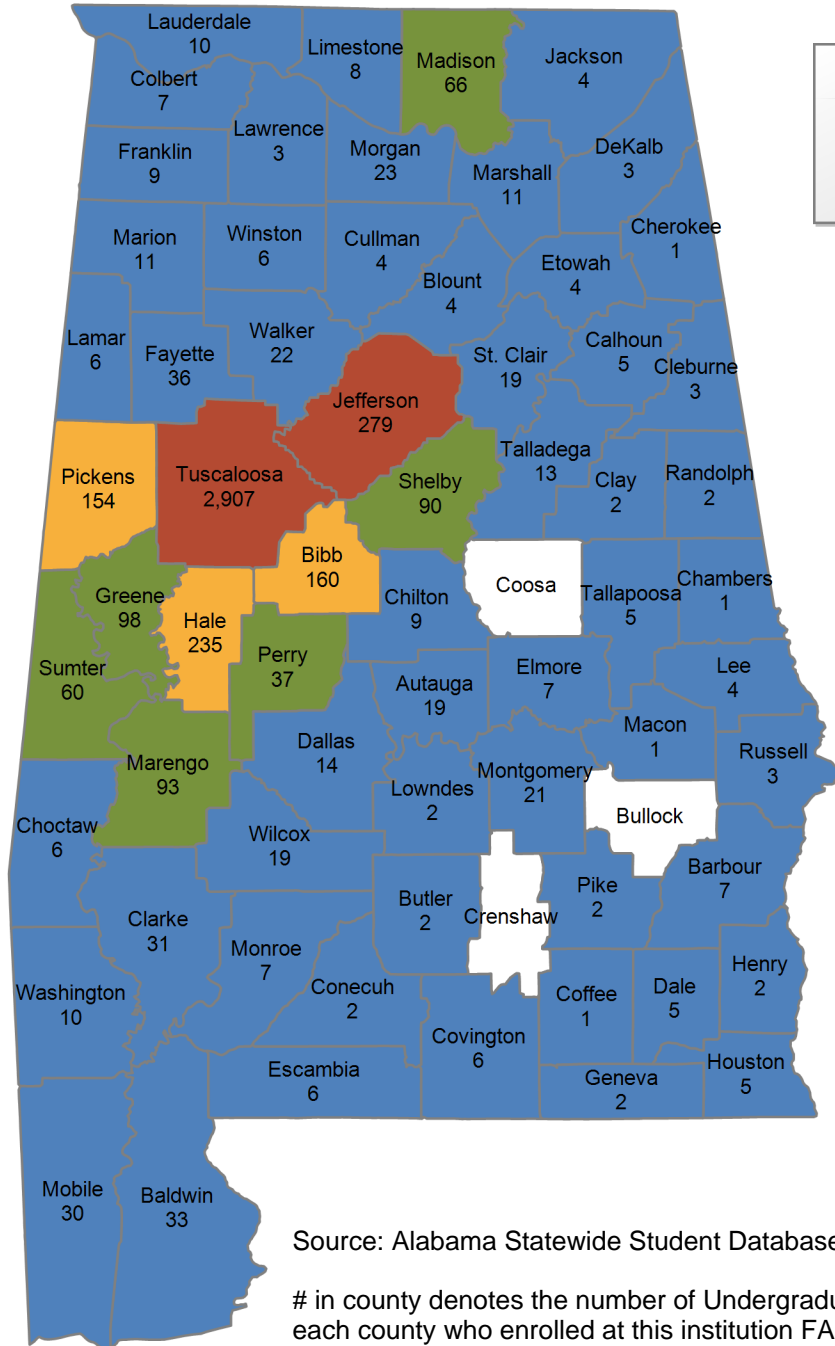 Lauderdale
10
Limestone
8
Madison
66
Jackson
4
Colbert
7
Lawrence
3
Franklin
9
Morgan
23
Marshall
11
DeKalb
3
Cherokee
1
Marion
11
Winston
6
Cullman
4
Blount
4
Etowah
4
Lamar
6
Fayette
36
Walker
22
Jefferson
279
St. Clair
19
Calhoun
5
Cleburne
3
Pickens
154
Tuscaloosa
2,907
Shelby
90
Talladega
13
Clay
2
Randolph
2
Bibb
160
Greene
98
Hale
235
Chilton
9
Coosa
Tallapoosa
5
Chambers
1
Sumter
60
Perry
37
Autauga
19
Elmore
7
Lee
4
Macon
1
Marengo
93
Dallas
14
Lowndes
2
Montgomery
21
Russell
3
Bullock
Choctaw
6
Wilcox
19
Barbour
7
Butler
2
Crenshaw
Pike
2
Clarke
31
Monroe
7
Washington
10
Conecuh
2
Covington
6
Coffee
1
Dale
5
Henry
2
Escambia
6
Geneva
2
Houston
5
Mobile
30
Baldwin
33
Source: Alabama Statewide Student Database
# in county denotes the number of Undergradu
each county who enrolled at this institution FA